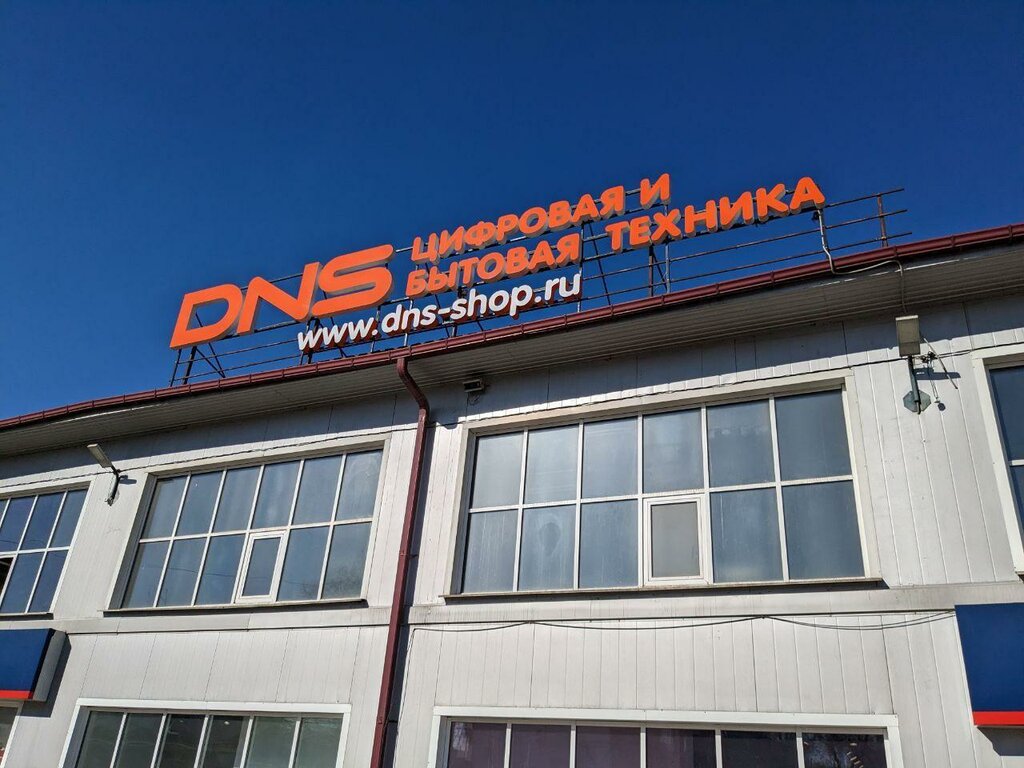 DNS
ЦИФРОВАЯ И
БЫТОВАЯ ТЕХНИКА
www.dns-shop.ru